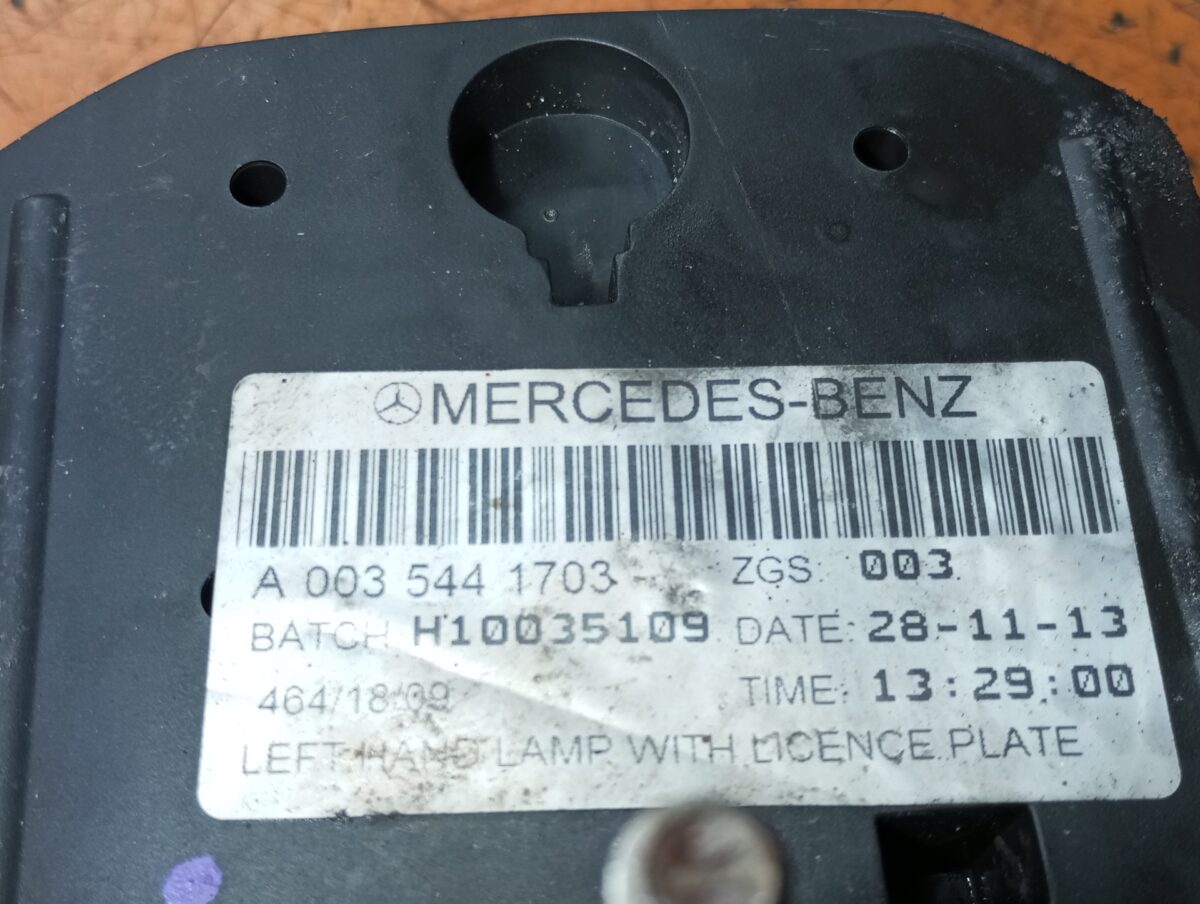 MERCEDES-BENZ
A 003 544 1703 ZGS: 003
BATCH H10035109 DATE: 28-11-13
464/18/09 TIME: 13:29:00
LEFT HAND LAMP WITH LICENCE PLATE